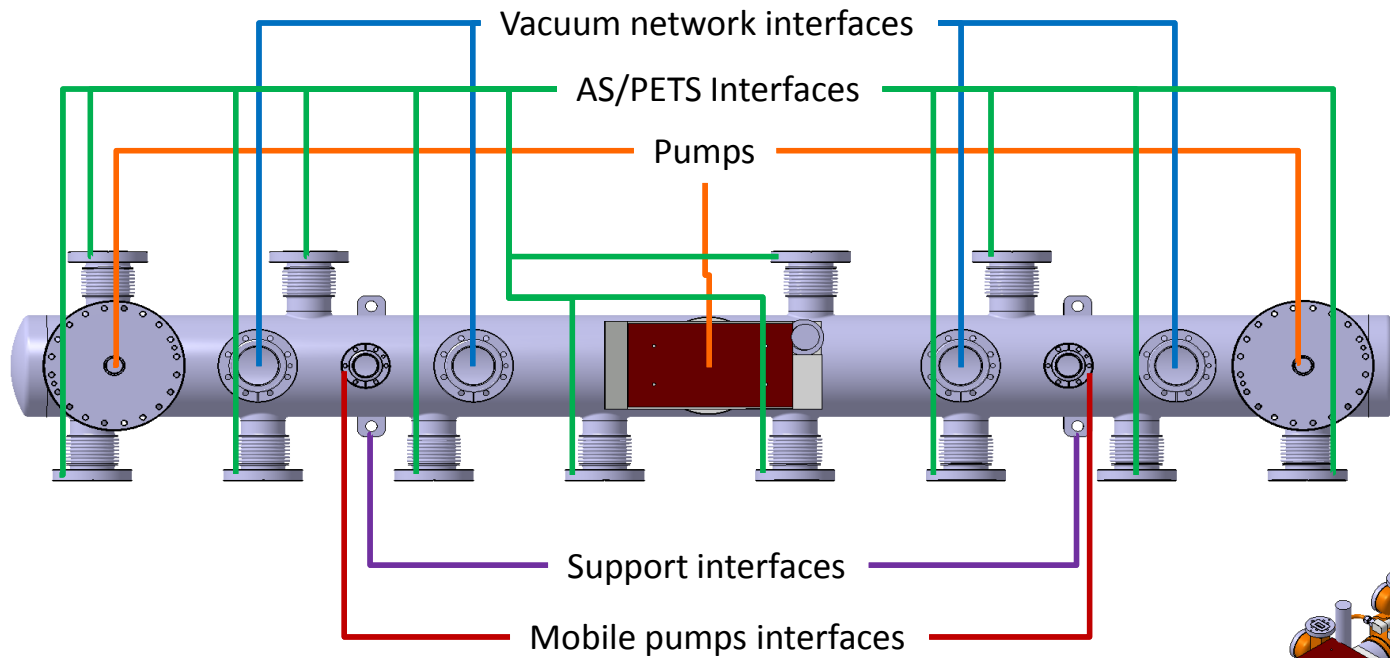 Vacuum network interfaces
AS/PETS Interfaces
Pumps
Support interfaces
Mobile pumps interfaces